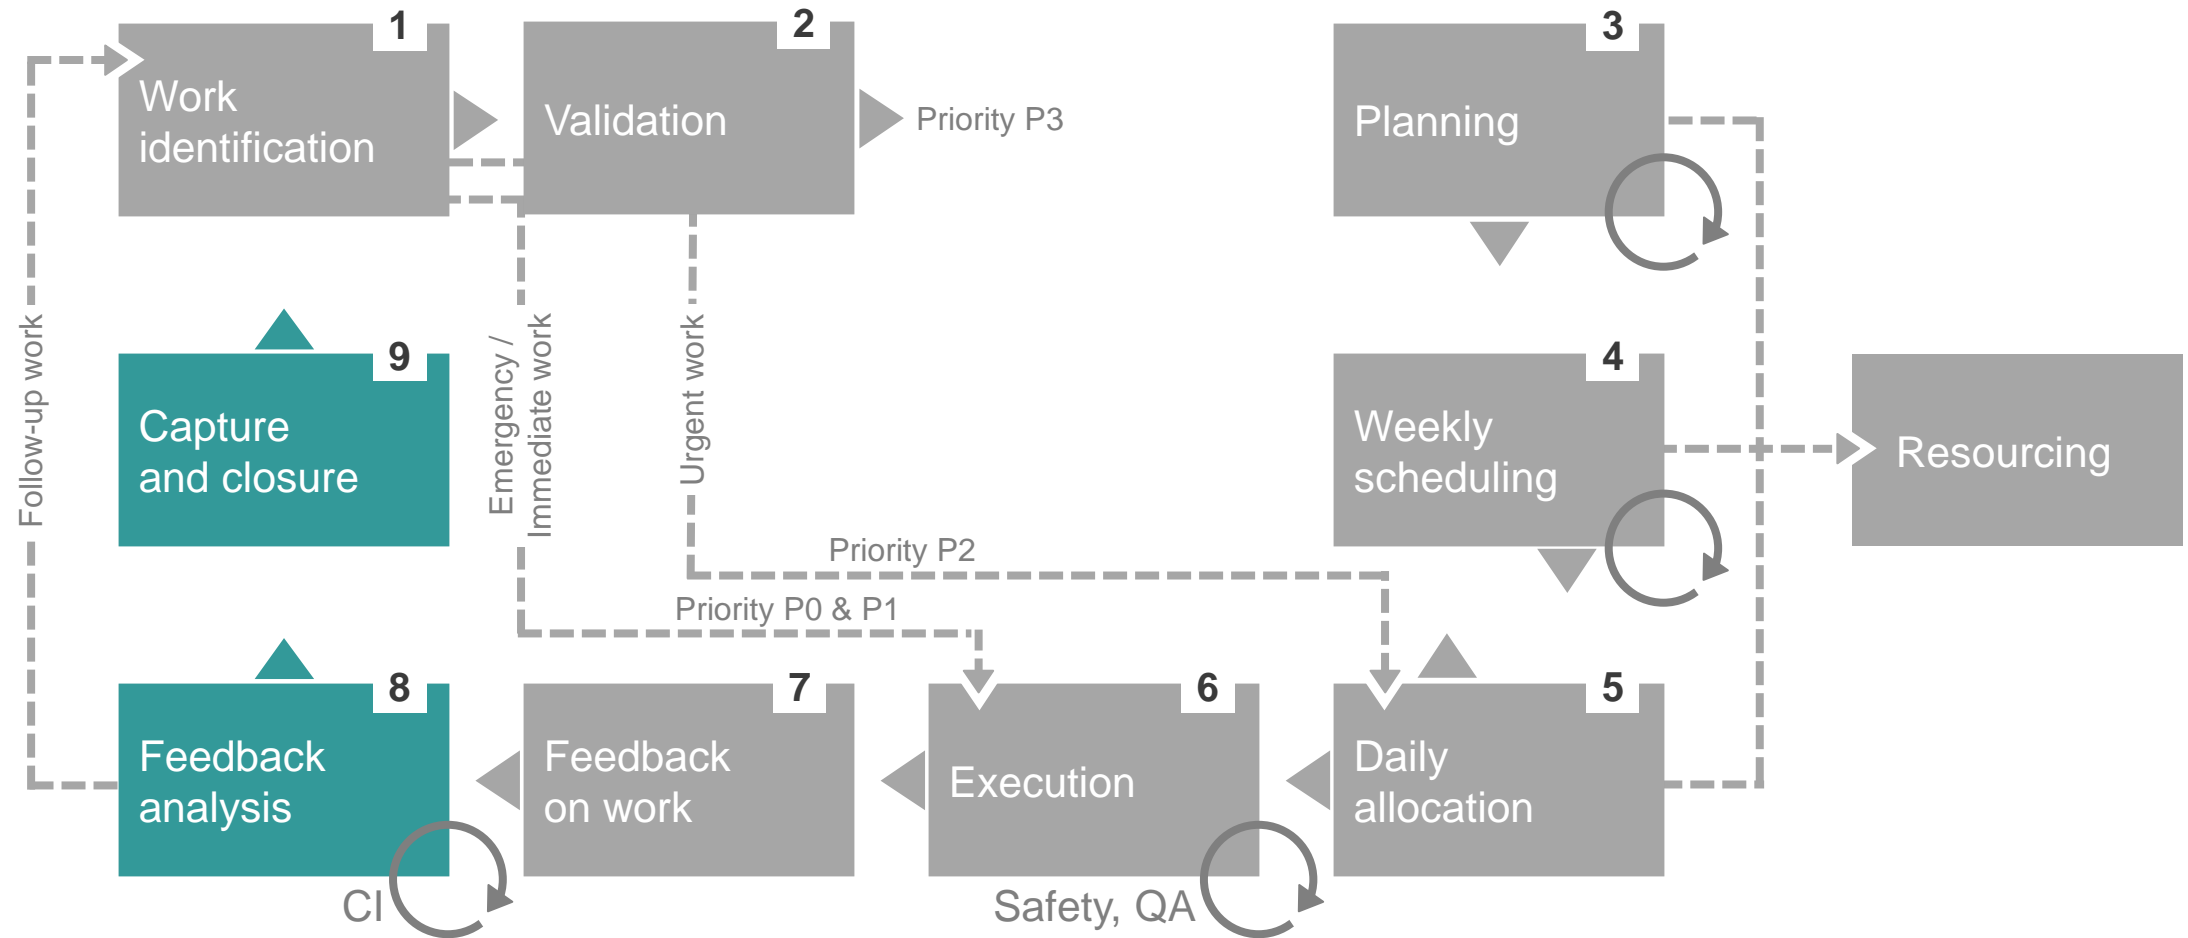 1
Work
identification
2
Validation
Priority P3
3
Planning
Follow-up work
9
Capture
and closure
Emergency /
Immediate work
Urgent work
4
Weekly
scheduling
Resourcing
Priority P2
Priority P0 & P1
8
Feedback
analysis
CI
7
Feedback
on work
6
Execution
Safety, QA
5
Daily
allocation